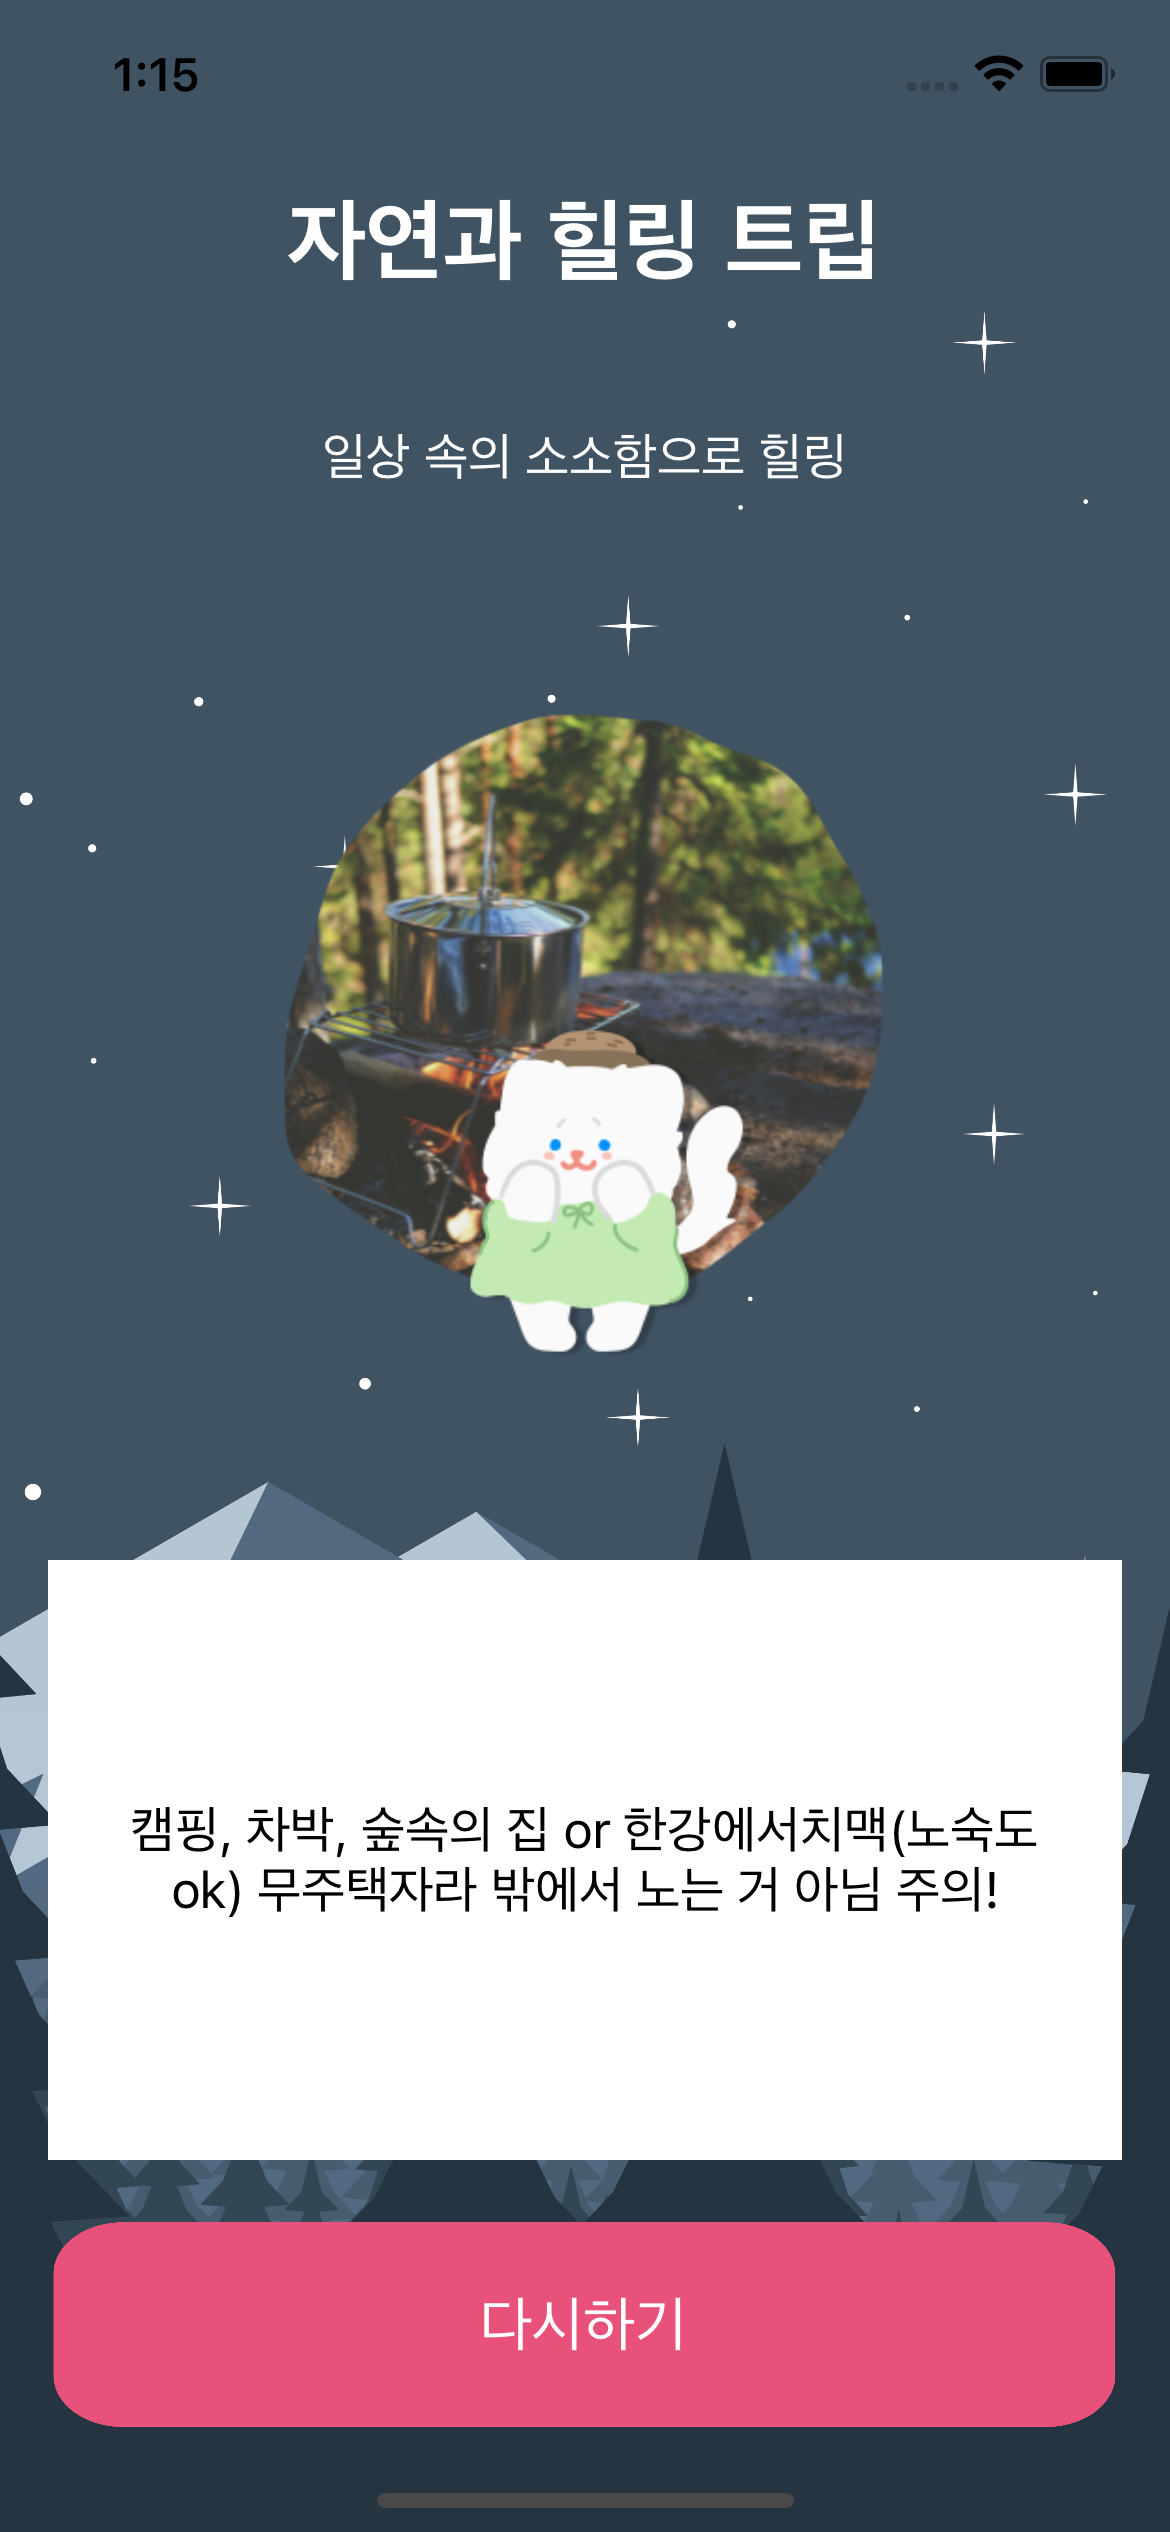 1:15
자연과 힐링 트립
일상 속의 소소함으로 힐링
캠핑, 차박, 숲속의 집 or 한강에서치맥(노숙도
ok) 무주택자라 밖에서 노는 거 아님 주의!
다시하기